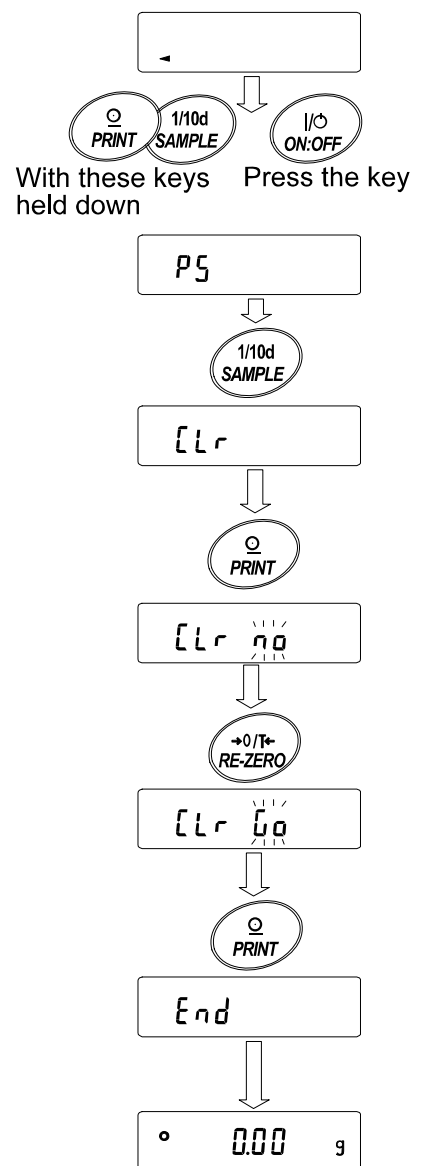 PRINT
1/10d
SAMPLE
ON:OFF
With these keys
held down
Press the key
PS
1/10d
SAMPLE
CLr
PRINT
CLr no
→0/T←
RE-ZERO
CLr Go
PRINT
End
0.00 g